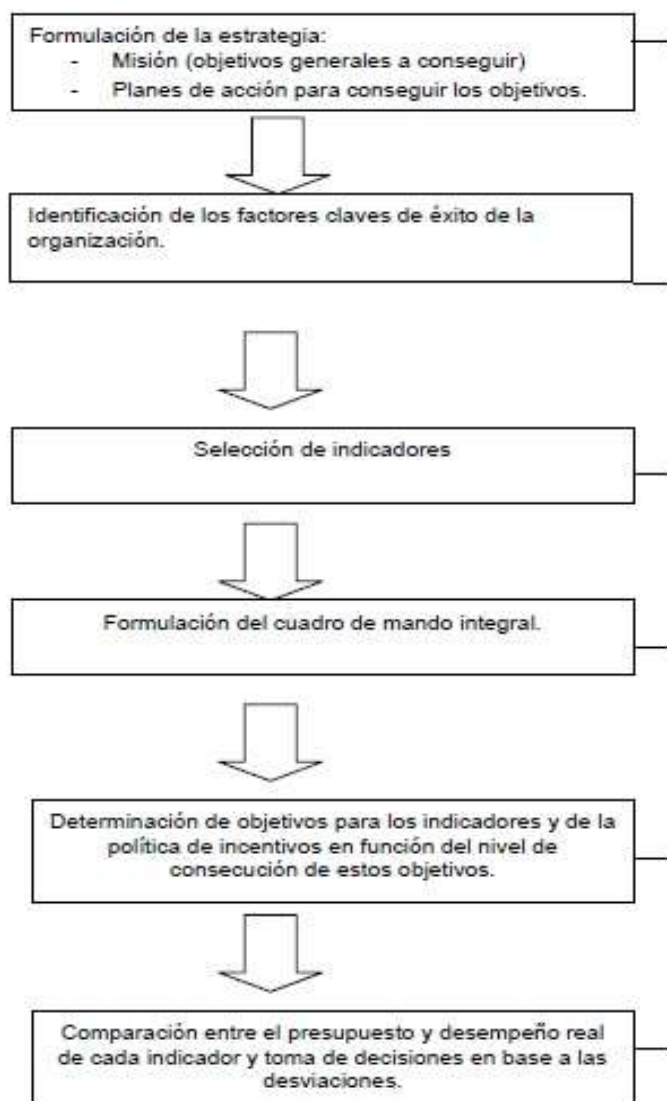 Formulación de la estrategia:
- Misión (objetivos generales a conseguir)
- Planes de acción para conseguir los objetivos.
Identificación de los factores claves de éxito de la
organización.
Selección de indicadores
Formulación del cuadro de mando integral.
Determinación de objetivos para los indicadores y de la
política de incentivos en función del nivel de
consecución de estos objetivos.
Comparación entre el presupuesto y desempeño real
de cada indicador y toma de decisiones en base a las
desviaciones.